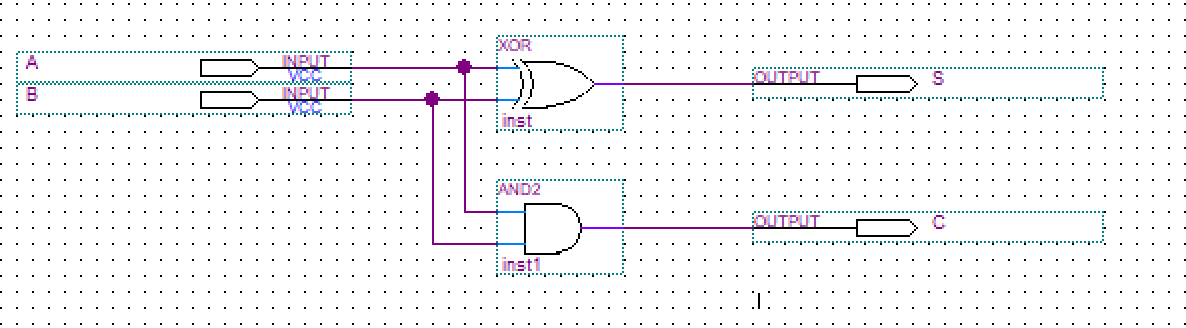 A
INPUT
VCC
B
INPUT
VCC
XOR
inst
OUTPUT
S
AND2
inst1
OUTPUT
C